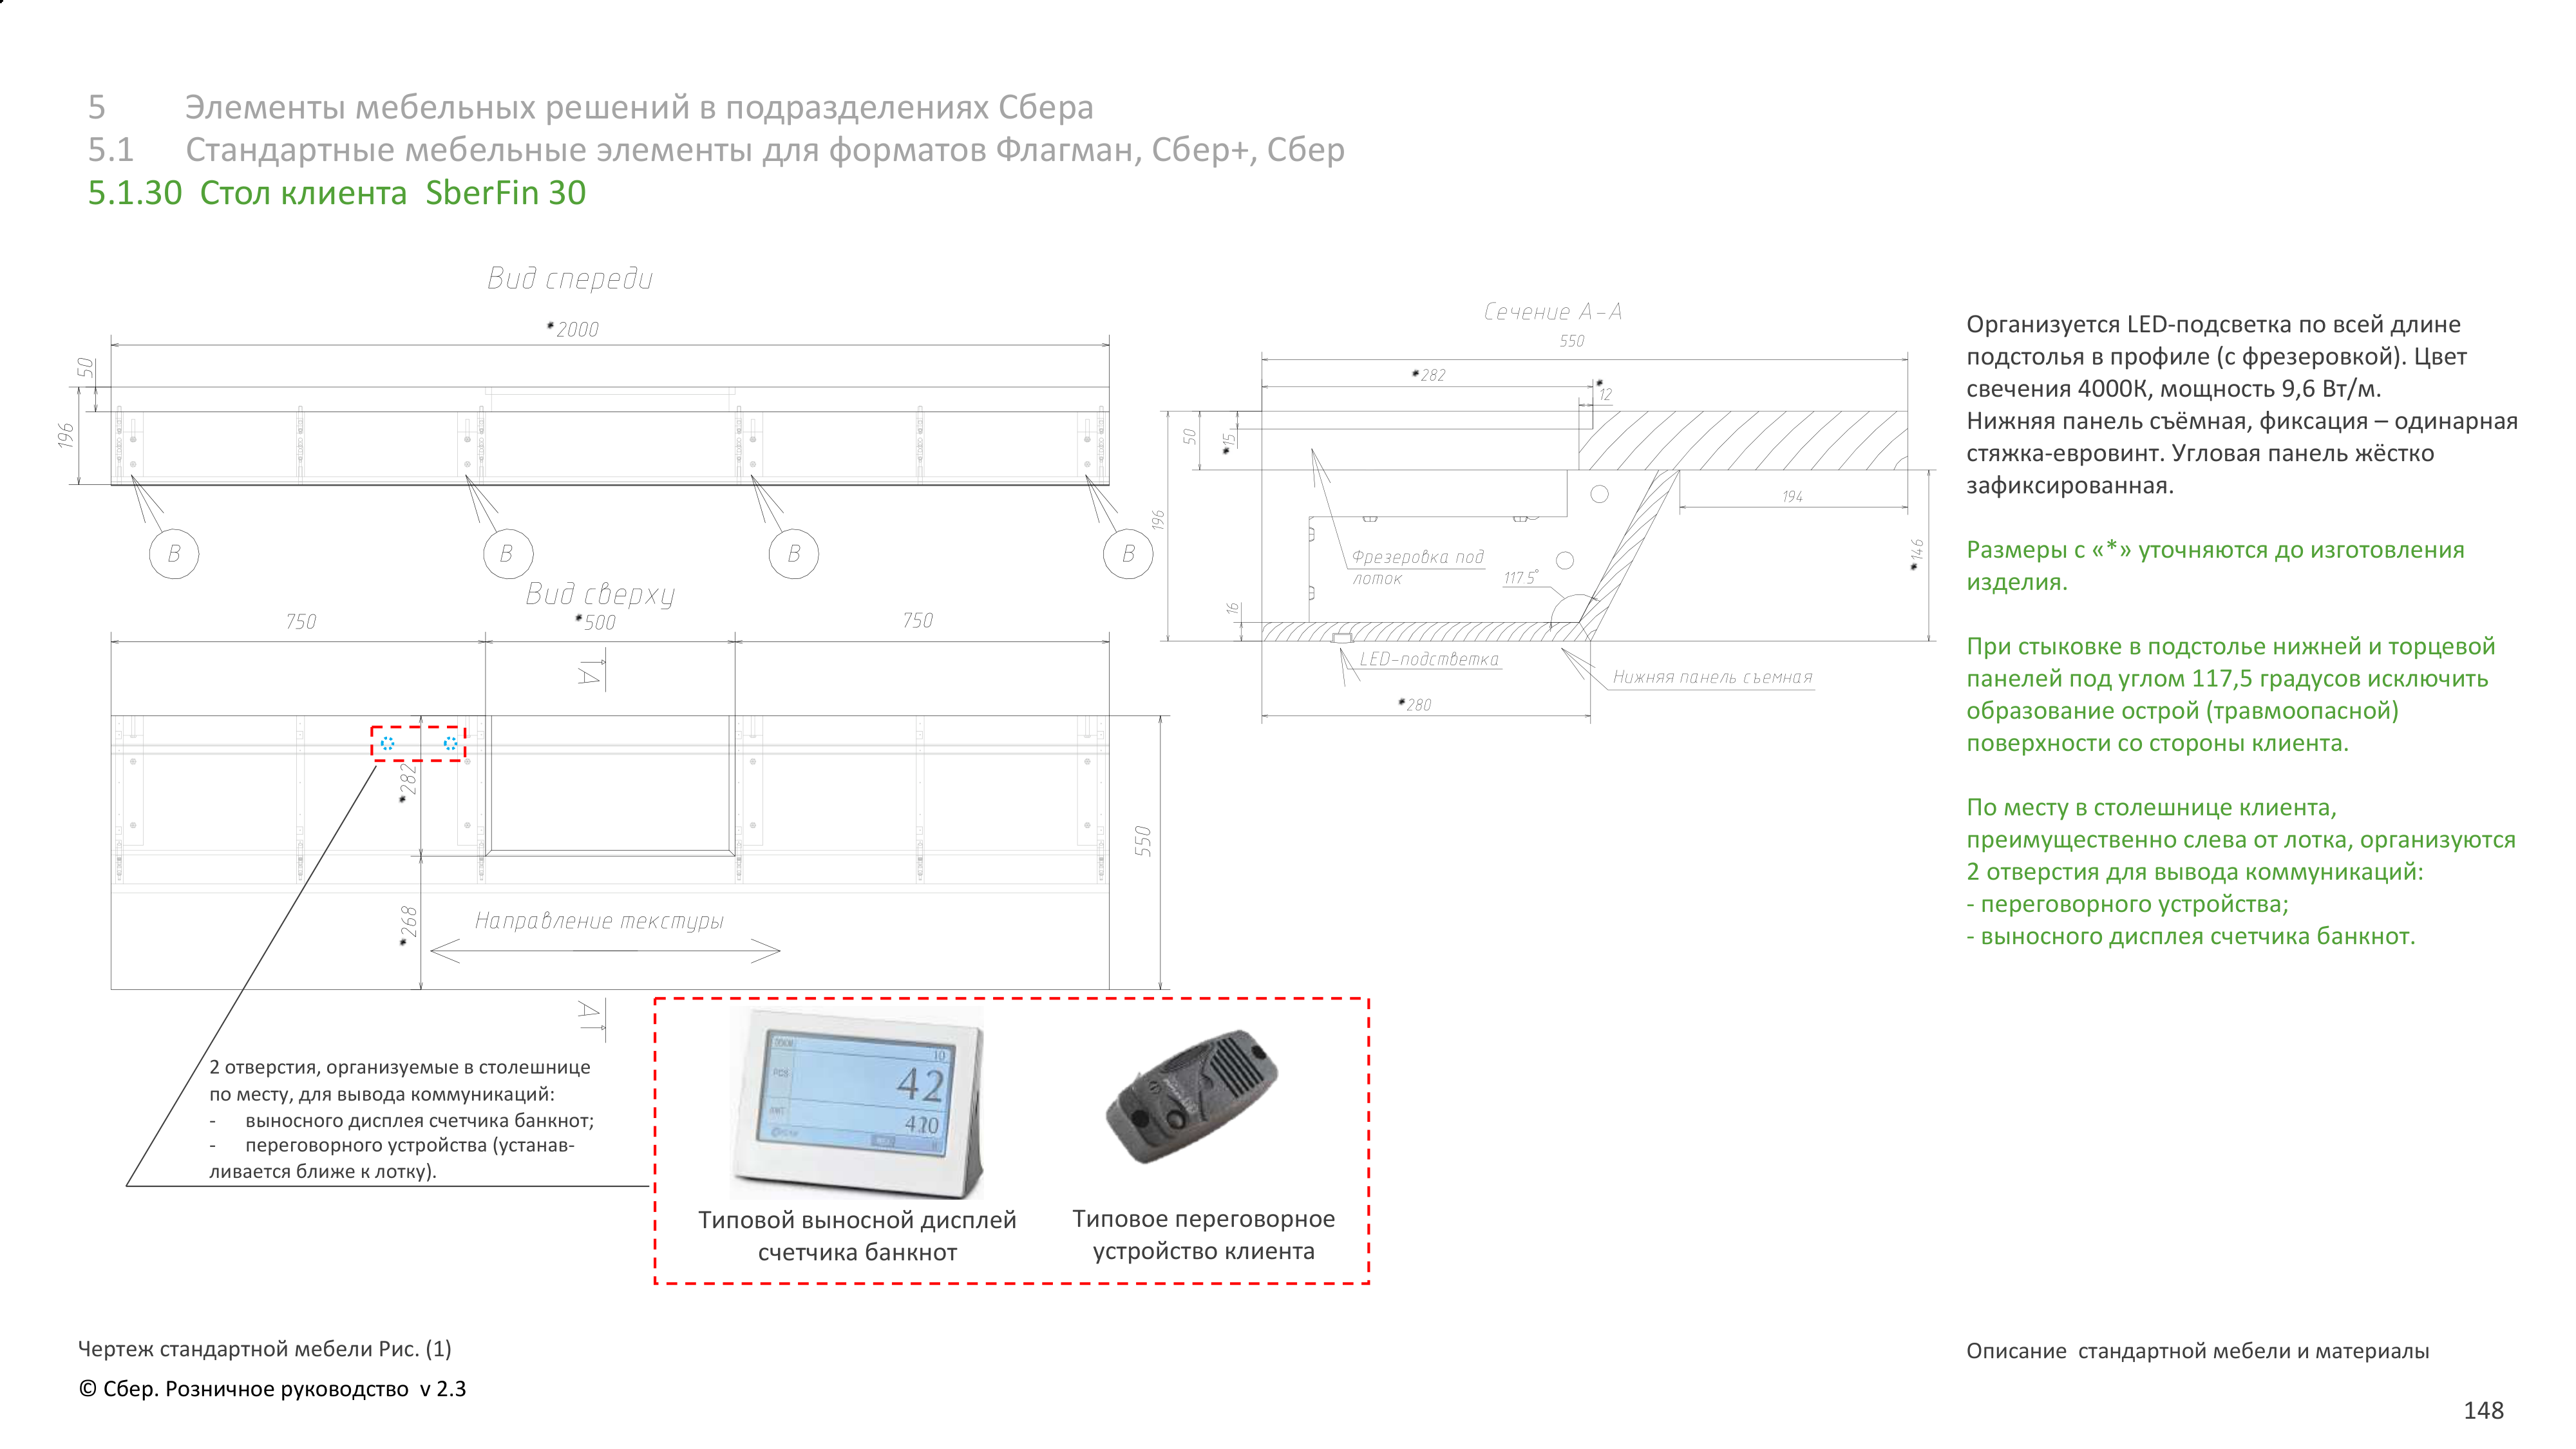 5 Элементы мебельных решений в подразделениях Сбера
5.1 Стандартные мебельные элементы для форматов Флагман, Сбер+, Сбер
5.1.30 Стол клиента SberFin 30
Вид спереди
*2000
50
196
В
В
В
В
Вид сверху
750
*500
750
А
*282
550
*268
Направление текстуры
А
Сечение А-А
550
*282
*12
50
*15
194
196
*146
Фрезеровка под
лоток
117.5°
16
LED-подстветка
Нижняя панель съемная
*280
2 отверстия, организуемые в столешнице
по месту, для вывода коммуникаций:
- выносного дисплея счетчика банкнот;
- переговорного устройства (устанав-
ливается ближе к лотку).
10
PCS
42
420
Типовой выносной дисплей
счетчика банкнот
Типовое переговорное
устройство клиента
Организуется LED-подсветка по всей длине
подстолья в профиле (с фрезеровкой). Цвет
свечения 4000К, мощность 9,6 Вт/м.
Нижняя панель съёмная, фиксация – одинарная
стяжка-евровинт. Угловая панель жёстко
зафиксированная.
Размеры с «*» уточняются до изготовления
изделия.
При стыковке в подстолье нижней и торцевой
панелей под углом 117,5 градусов исключить
образование острой (травмоопасной)
поверхности со стороны клиента.
По месту в столешнице клиента,
преимущественно слева от лотка, организуются
2 отверстия для вывода коммуникаций:
- переговорного устройства;
- выносного дисплея счетчика банкнот.
Чертеж стандартной мебели Рис. (1)
Описание стандартной мебели и материалы
© Сбер. Розничное руководство v 2.3
148